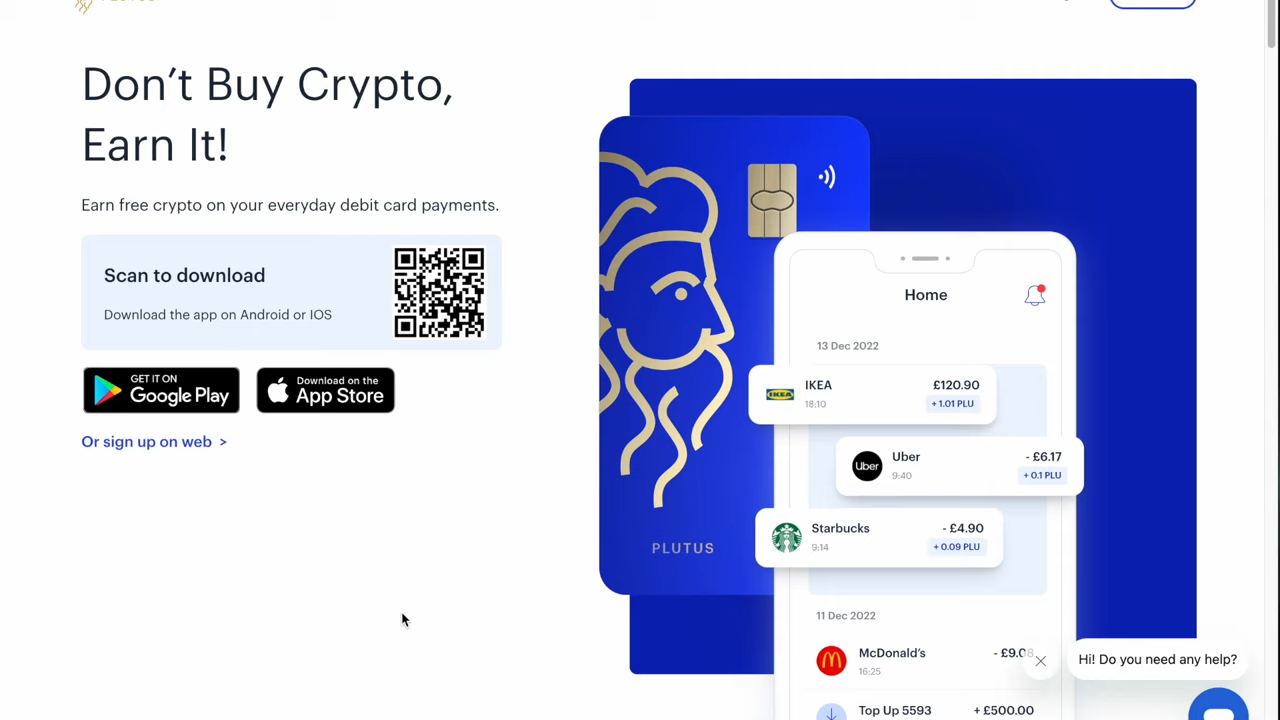 Don't Buy Crypto,
Earn It!
Earn free crypto on your everyday debit card payments.
Scan to download
Download the app on Android or IOS
GET IT ON
Google Play
Download on the
App Store
Or sign up on web >
PLUTUS
Home
13 Dec 2022
IKEA £120.90
18:10 + 1.01 PLU
Uber - £6.17
9:40 + 0.1 PLU
Starbucks - £4.90
9:14 + 0.09 PLU
11 Dec 2022
McDonald's - £9.08
16:25
Top Up 5593 + £500.00
Hi! Do you need any help?